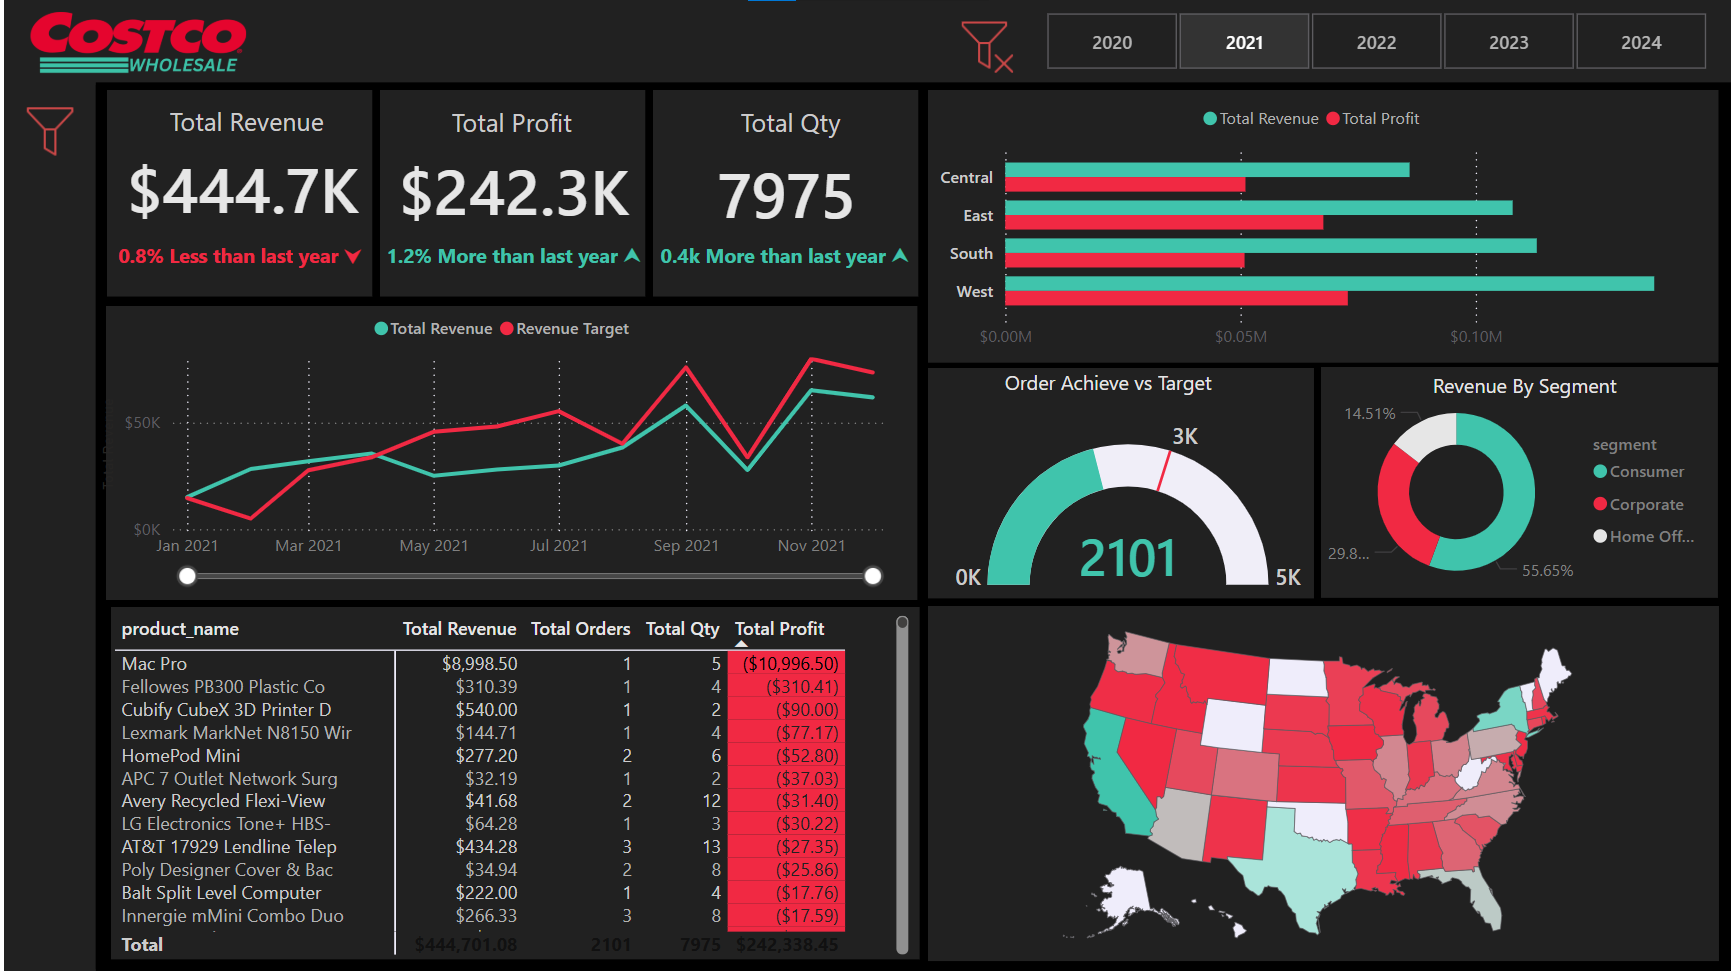 COSTCO
WHOLESALE
2020
2021
2022
2023
2024
Total Revenue
$444.7K
0.8% Less than last year
Total Profit
$242.3K
1.2% More than last year
Total Qty
7975
0.4k More than last year
Total Revenue Total Profit
Central
East
South
West
$0.00M $0.05M $0.10M
Total Revenue Revenue Target
$50K
$0K
Jan 2021 Mar 2021 May 2021 Jul 2021 Sep 2021 Nov 2021
Order Achieve vs Target
3K
2101
0K
5K
Revenue By Segment
14.51%
29.8...
55.65%
segment
Consumer
Corporate
Home Off...
product_name Total Revenue Total Orders Total Qty Total Profit
Mac Pro $8,998.50 1 5 ($10,996.50)
Fellowes PB300 Plastic Co $310.39 1 4 ($310.41)
Cubify CubeX 3D Printer D $540.00 1 2 ($90.00)
Lexmark MarkNet N8150 Wir $144.71 1 4 ($77.17)
HomePod Mini $277.20 2 6 ($52.80)
APC 7 Outlet Network Surg $32.19 1 2 ($37.03)
Avery Recycled Flexi-View $41.68 2 12 ($31.40)
LG Electronics Tone+ HBS- $64.28 1 3 ($30.22)
AT&T 17929 Lendline Telep $434.28 3 13 ($27.35)
Poly Designer Cover & Bac $34.94 2 8 ($25.86)
Balt Split Level Computer $222.00 1 4 ($17.76)
Innergie mMini Combo Duo $266.33 3 8 ($17.59)
Total $444,701.08 2101 7975 $242,338.45